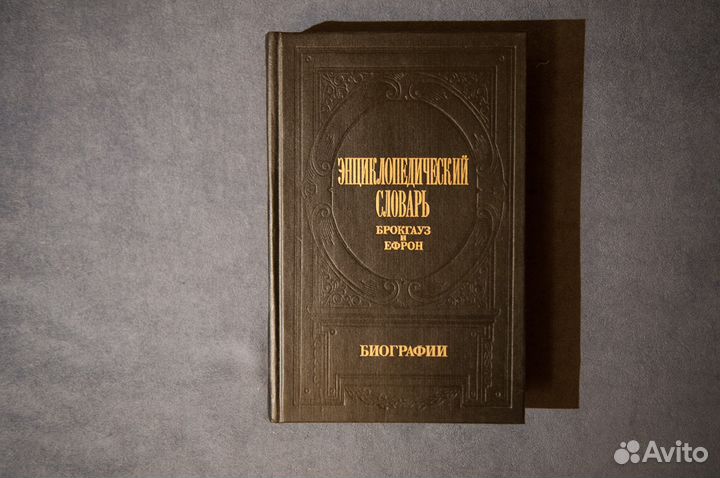 ЭНЦИКЛОПЕДИЧЕСКИЙ
СЛОВАРЬ
БРОКГАУЗ
И
ЕФРОН
БИОГРАФИИ
Avito